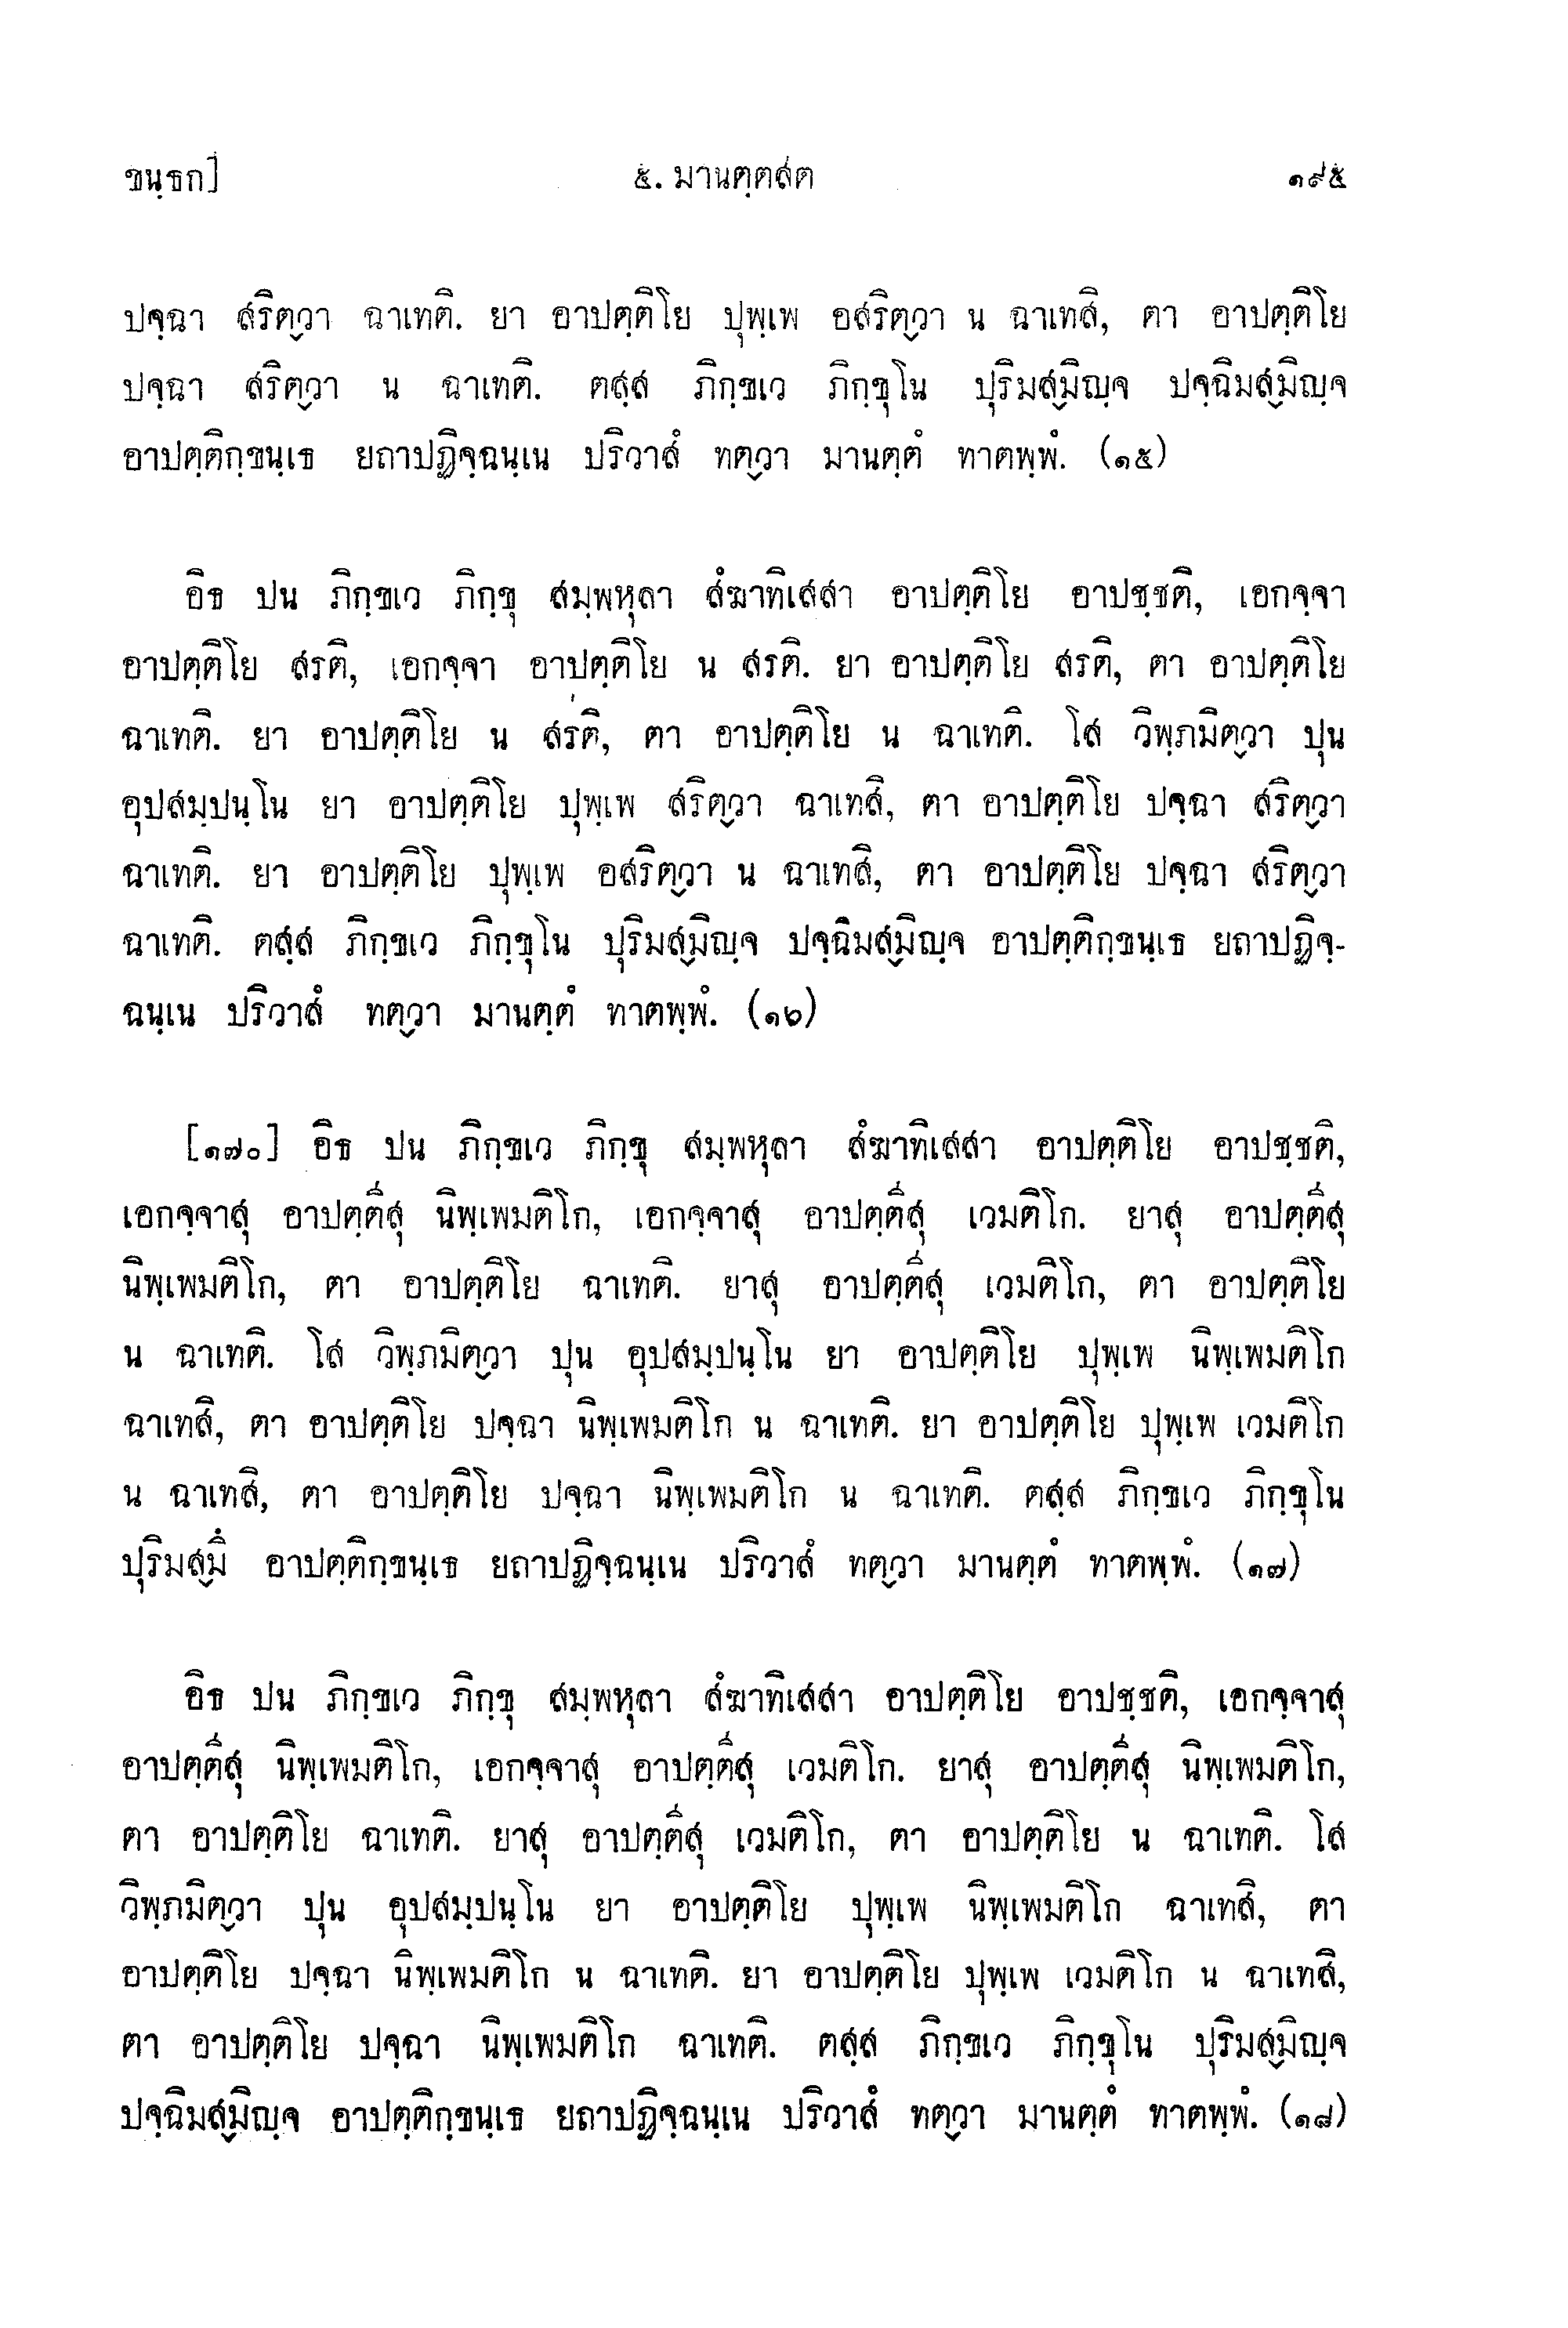 ขนฺธก]
๕. มานตฺตสต
๑๙๕
ปจฺฉา สริตฺวา ฉาเทติ. ยา อาปตฺติโย ปุพฺเพ อสริตฺวา น ฉาเทสิ, ตา อาปตฺติโย
ปจฺฉา สริตฺวา น ฉาเทติ. ตสฺส ภิกฺขเว ภิกฺขุโน ปุริมสฺมิญฺจ ปจฺฉิมสฺมิญฺจ
อาปตฺติกฺขนฺเธ ยถาปฏิจฺฉนฺเน ปริวาสํ ทตฺวา มานตฺตํ ทาตพฺพํ. (๑๕)
อิธ ปน ภิกฺขเว ภิกฺขุ สมฺพหุลา สํฆาทิเสสา อาปตฺติโย อาปชฺชติ, เอกจฺจา
อาปตฺติโย สรติ, เอกจฺจา อาปตฺติโย น สรติ. ยา อาปตฺติโย สรติ, ตา อาปตฺติโย
ฉาเทติ. ยา อาปตฺติโย น สรติ, ตา อาปตฺติโย น ฉาเทติ. โส วิพฺภมิตฺวา ปุน
อุปสมฺปนฺโน ยา อาปตฺติโย ปุพฺเพ สริตฺวา ฉาเทสิ, ตา อาปตฺติโย ปจฺฉา สริตฺวา
ฉาเทติ. ยา อาปตฺติโย ปุพฺเพ อสริตฺวา น ฉาเทสิ, ตา อาปตฺติโย ปจฺฉา สริตฺวา
ฉาเทติ. ตสฺส ภิกฺขเว ภิกฺขุโน ปุริมสฺมิญฺจ ปจฺฉิมสฺมิญฺจ อาปตฺติกฺขนฺเธ ยถาปฏิจฺ-
ฉนฺเน ปริวาสํ ทตฺวา มานตฺตํ ทาตพฺพํ. (๑๖)
[๑๗๐] อิธ ปน ภิกฺขเว ภิกฺขุ สมฺพหุลา สํฆาทิเสสา อาปตฺติโย อาปชฺชติ,
เอกจฺจาสุ อาปตฺตีสุ นิพฺเพมติโก, เอกจฺจาสุ อาปตฺตีสุ เวมติโก. ยาสุ อาปตฺตีสุ
นิพฺเพมติโก, ตา อาปตฺติโย ฉาเทติ. ยาสุ อาปตฺตีสุ เวมติโก, ตา อาปตฺติโย
น ฉาเทติ. โส วิพฺภมิตฺวา ปุน อุปสมฺปนฺโน ยา อาปตฺติโย ปุพฺเพ นิพฺเพมติโก
ฉาเทสิ, ตา อาปตฺติโย ปจฺฉา นิพฺเพมติโก น ฉาเทติ. ยา อาปตฺติโย ปุพฺเพ เวมติโก
น ฉาเทสิ, ตา อาปตฺติโย ปจฺฉา นิพฺเพมติโก น ฉาเทติ. ตสฺส ภิกฺขเว ภิกฺขุโน
ปุริมสฺมึ อาปตฺติกฺขนฺเธ ยถาปฏิจฺฉนฺเน ปริวาสํ ทตฺวา มานตฺตํ ทาตพฺพํ. (๑๗)
อิธ ปน ภิกฺขเว ภิกฺขุ สมฺพหุลา สํฆาทิเสสา อาปตฺติโย อาปชฺชติ, เอกจฺจาสุ
อาปตฺตีสุ นิพฺเพมติโก, เอกจฺจาสุ อาปตฺตีสุ เวมติโก. ยาสุ อาปตฺตีสุ นิพฺเพมติโก,
ตา อาปตฺติโย ฉาเทติ. ยาสุ อาปตฺตีสุ เวมติโก, ตา อาปตฺติโย น ฉาเทติ. โส
วิพฺภมิตฺวา ปุน อุปสมฺปนฺโน ยา อาปตฺติโย ปุพฺเพ นิพฺเพมติโก ฉาเทสิ, ตา
อาปตฺติโย ปจฺฉา นิพฺเพมติโก น ฉาเทติ. ยา อาปตฺติโย ปุพฺเพ เวมติโก น ฉาเทสิ,
ตา อาปตฺติโย ปจฺฉา นิพฺเพมติโก ฉาเทติ. ตสฺส ภิกฺขเว ภิกฺขุโน ปุริมสฺมิญฺจ
ปจฺฉิมสฺมิญฺจ อาปตฺติกฺขนฺเธ ยถาปฏิจฺฉนฺเน ปริวาสํ ทตฺวา มานตฺตํ ทาตพฺพํ. (๑๘)